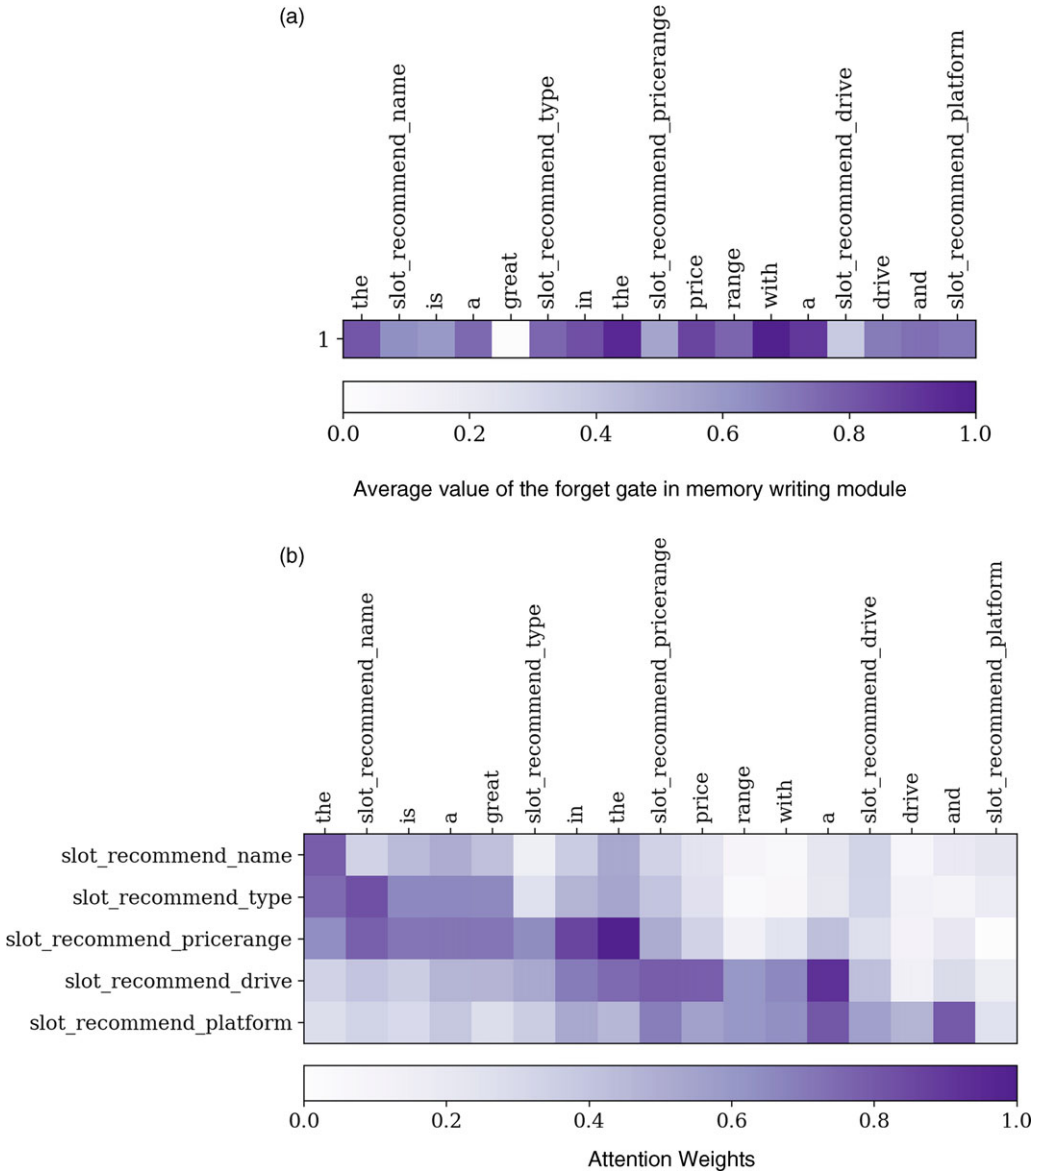 (a)
the
slot_recommend_name
is
a
great
slot_recommend_type
in
the
slot_recommend_pricerange
price
range
with
a
slot_recommend_drive
drive
and
slot_recommend_platform
1
0.0 0.2 0.4 0.6 0.8 1.0
Average value of the forget gate in memory writing module
(b)
the
slot_recommend_name
is
a
great
slot_recommend_type
in
the
slot_recommend_pricerange
price
range
with
a
slot_recommend_drive
drive
and
slot_recommend_platform
slot_recommend_name
slot_recommend_type
slot_recommend_pricerange
slot_recommend_drive
slot_recommend_platform
0.0 0.2 0.4 0.6 0.8 1.0
Attention Weights